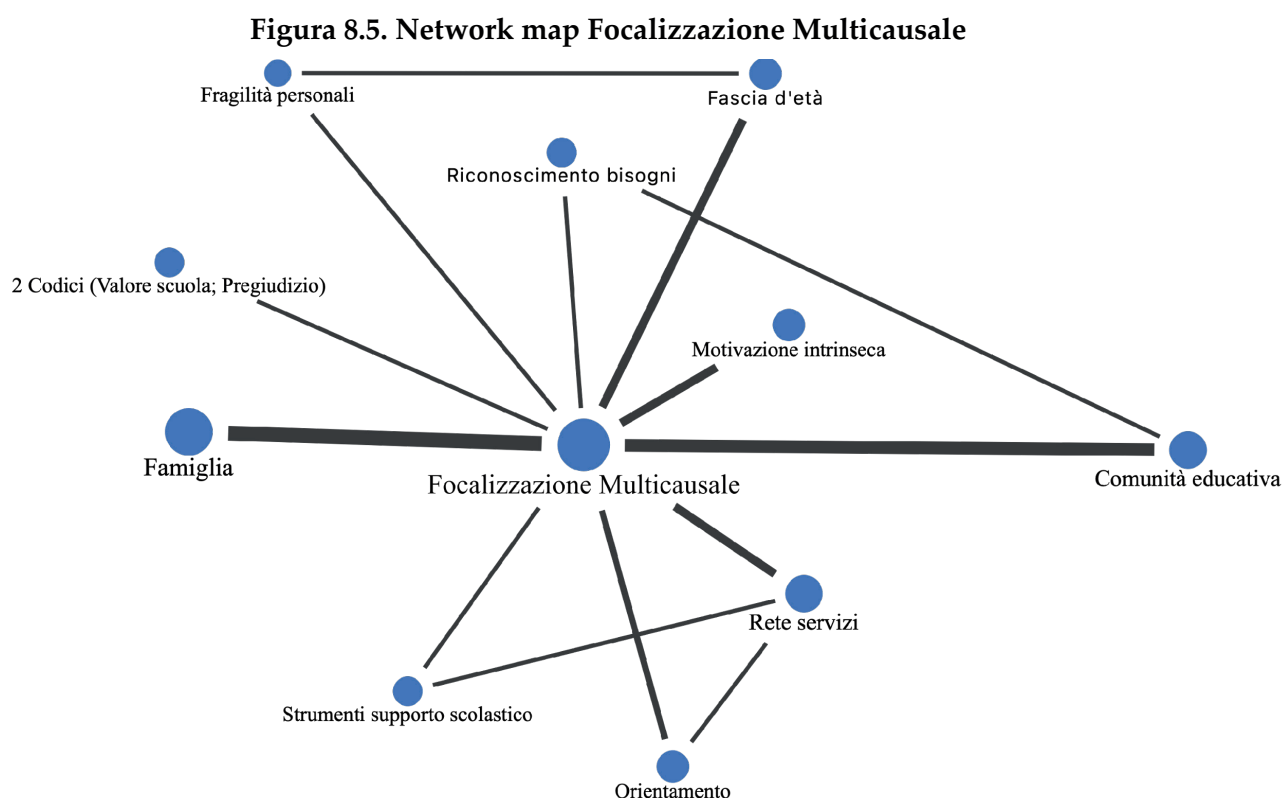 Figura 8.5. Network map Focalizzazione Multicausale
Fragilità personali
Fascia d'età
Riconoscimento bisogni
2 Codici (Valore scuola; Pregiudizio)
Motivazione intrinseca
Famiglia
Focalizzazione Multicausale
Comunità educativa
Rete servizi
Strumenti supporto scolastico
Orientamento